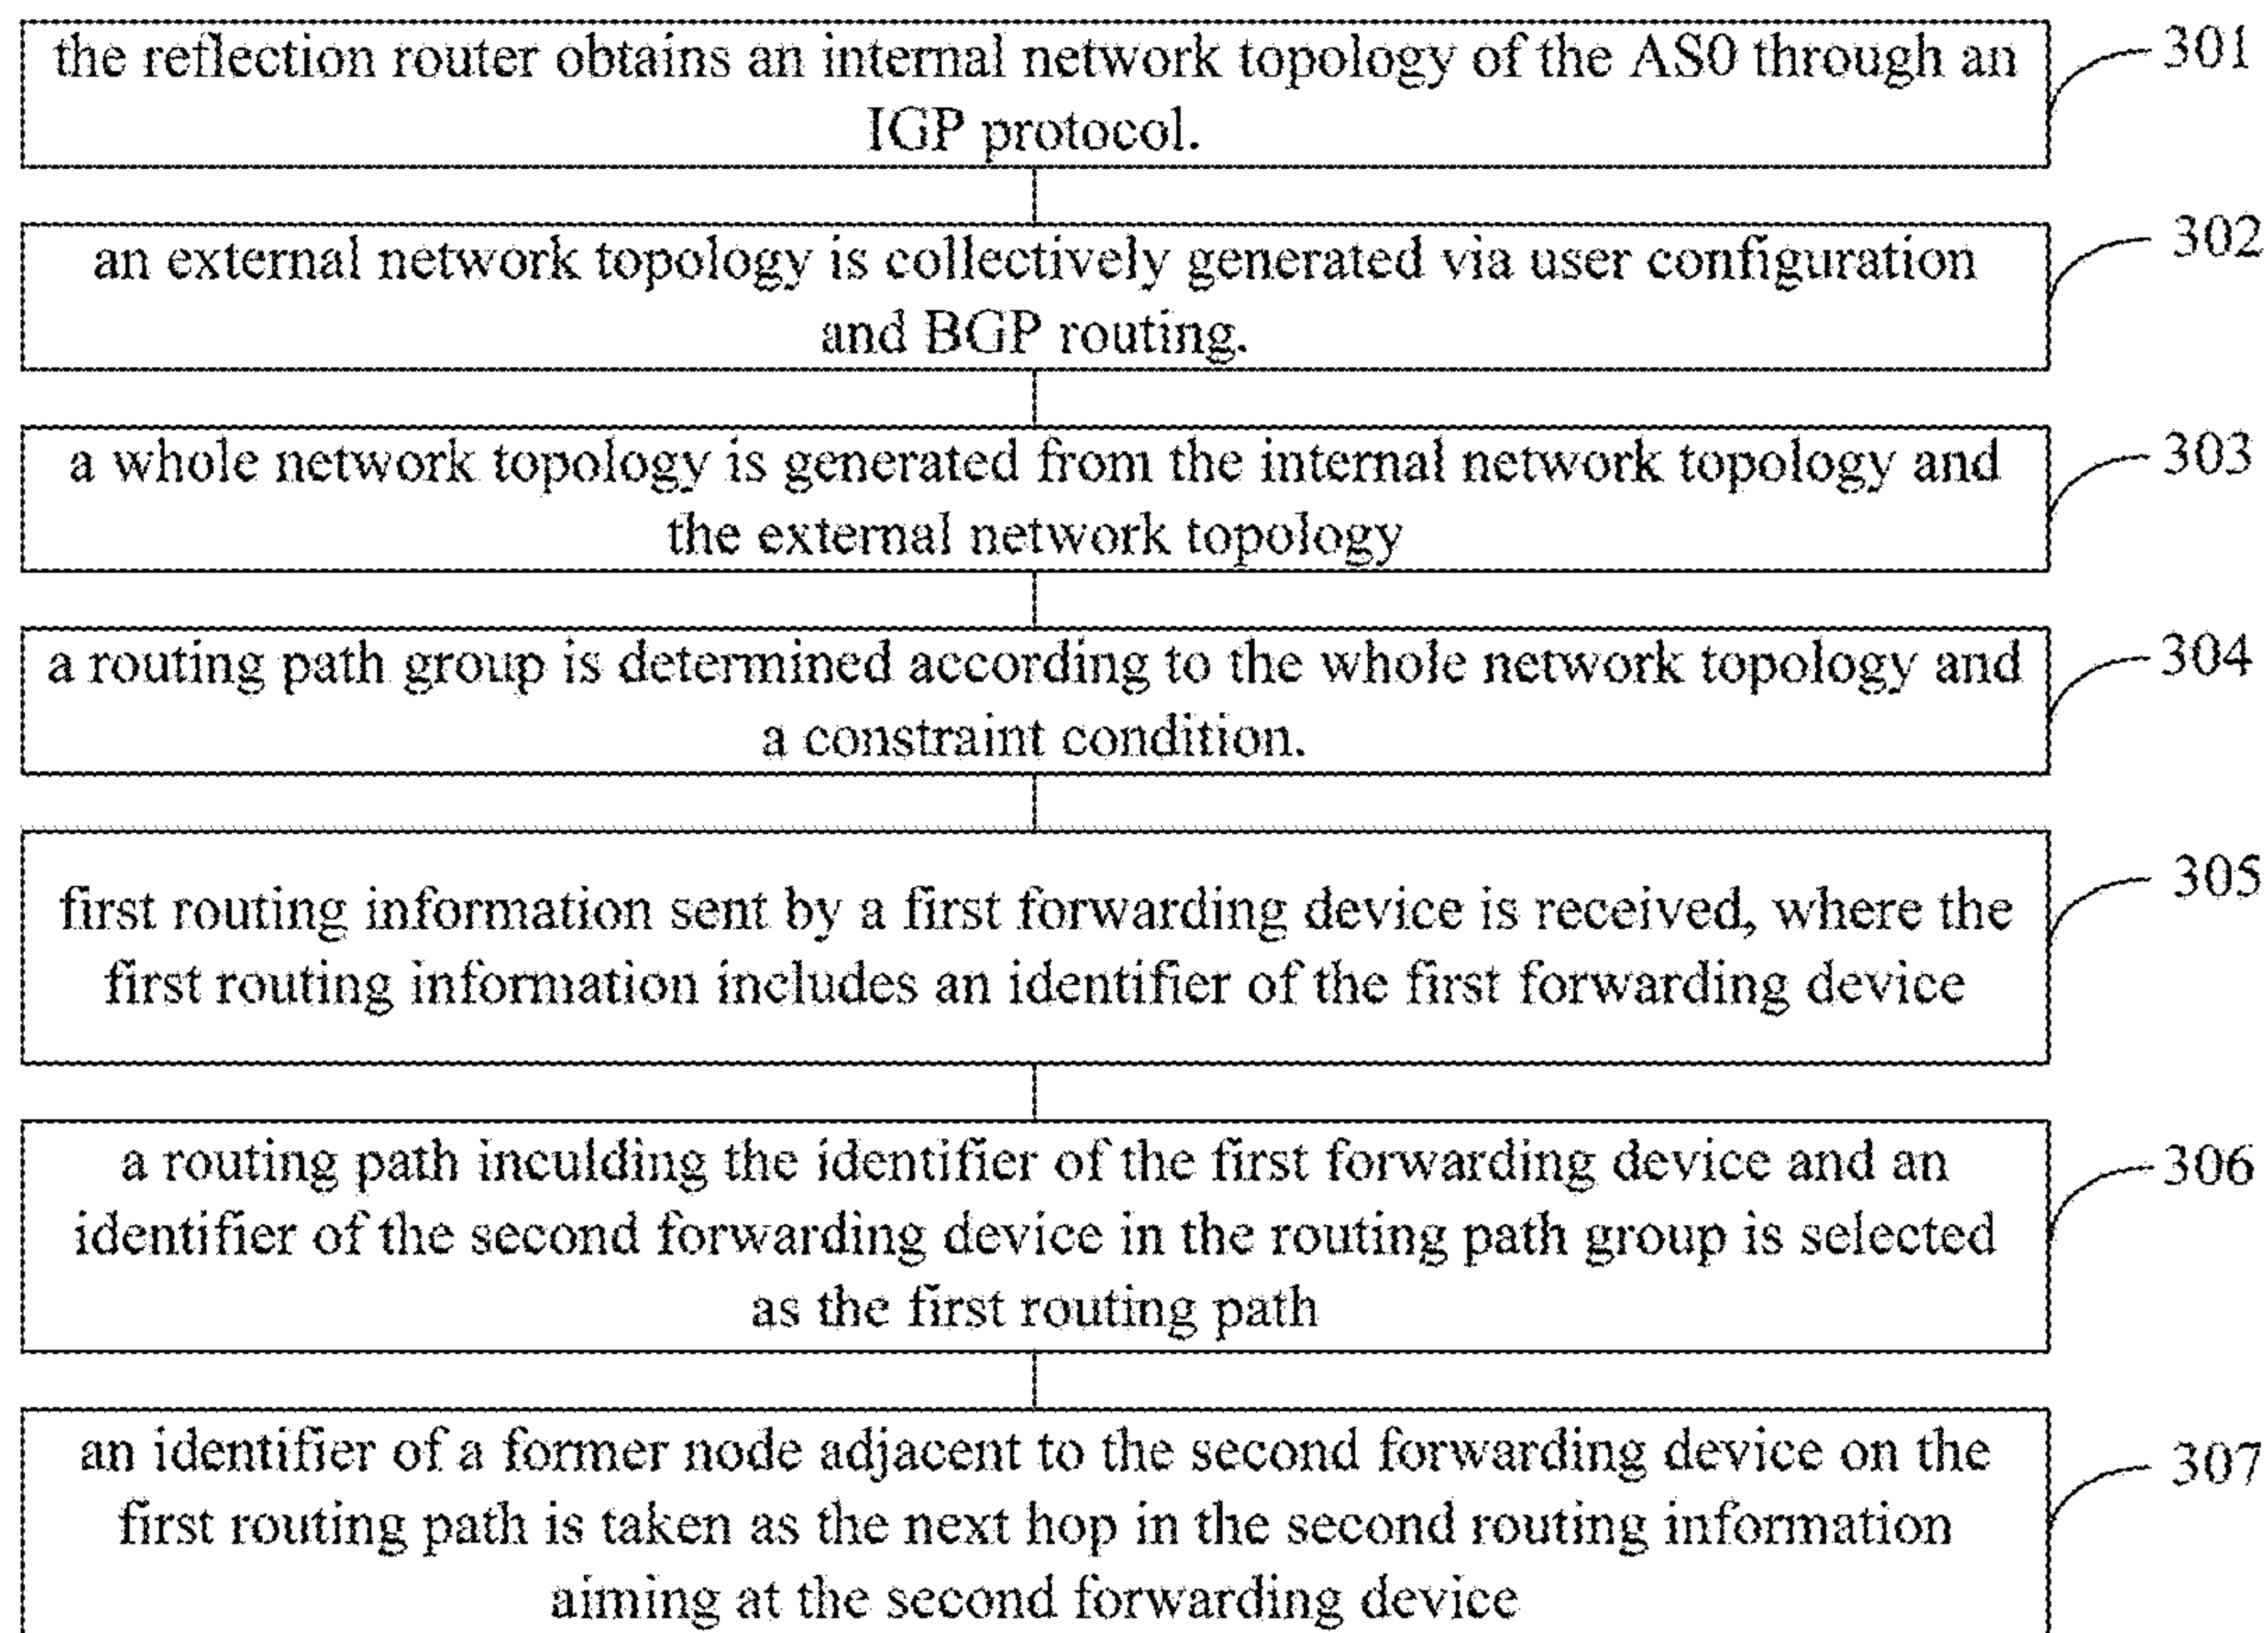 the reflection router obtains an internal network topology of the AS0 through an
IGP protocol.
301
an external network topology is collectively generated via user configuration
and BGP routing.
302
a whole network topology is generated from the internal network topology and
the external network topology
303
a routing path group is determined according to the whole network topology and
a constraint condition.
304
first routing information sent by a first forwarding device is received, where the
first routing information includes an identifier of the first forwarding device
305
a routing path inculding the identifier of the first forwarding device and an
identifier of the second forwarding device in the routing path group is selected
as the first routing path
306
an identifier of a former node adjacent to the second forwarding device on the
first routing path is taken as the next hop in the second routing information
aiming at the second forwarding device
307